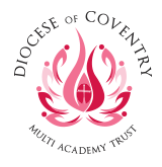 DIOCESE OF COVENTRY
MULTI ACADEMY TRUST